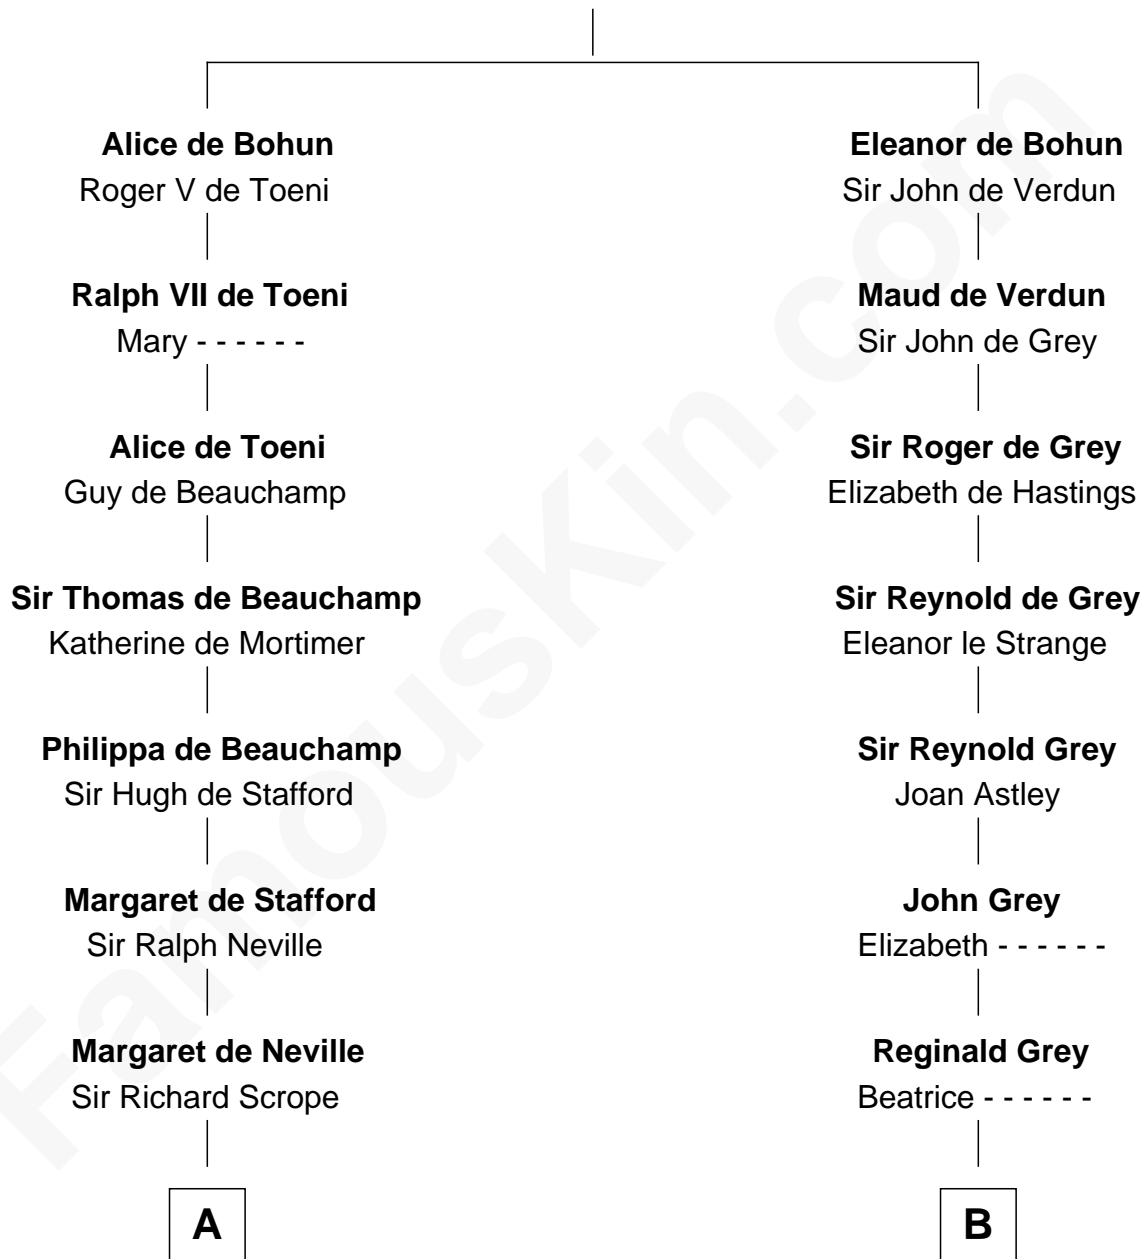 Alice de Bohun
Roger V de Toeni
Ralph VII de Toeni
Mary - - - - - -
Alice de Toeni
Guy de Beauchamp
Sir Thomas de Beauchamp
Katherine de Mortimer
Philippa de Beauchamp
Sir Hugh de Stafford
Margaret de Stafford
Sir Ralph Neville
Margaret de Neville
Sir Richard Scrope
A
Eleanor de Bohun
Sir John de Verdun
Maud de Verdun
Sir John de Grey
Sir Roger de Grey
Elizabeth de Hastings
Sir Reynold de Grey
Eleanor le Strange
Sir Reynold Grey
Joan Astley
John Grey
Elizabeth - - - - - -
Reginald Grey
Beatrice - - - - - -
B
FamousKin.com